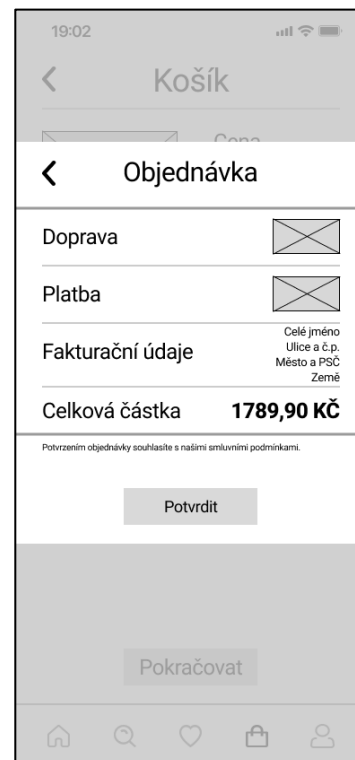 19:02
Košík
Cena
Objednávka
Doprava
Platba
Fakturační údaje
Celé jméno
Ulice a č.p.
Město a PSČ
Země
Celková částka 1789,90 KČ
Potvrzením objednávky souhlasíte s našimi smluvními podmínkami.
Potvrdit
Pokračovat